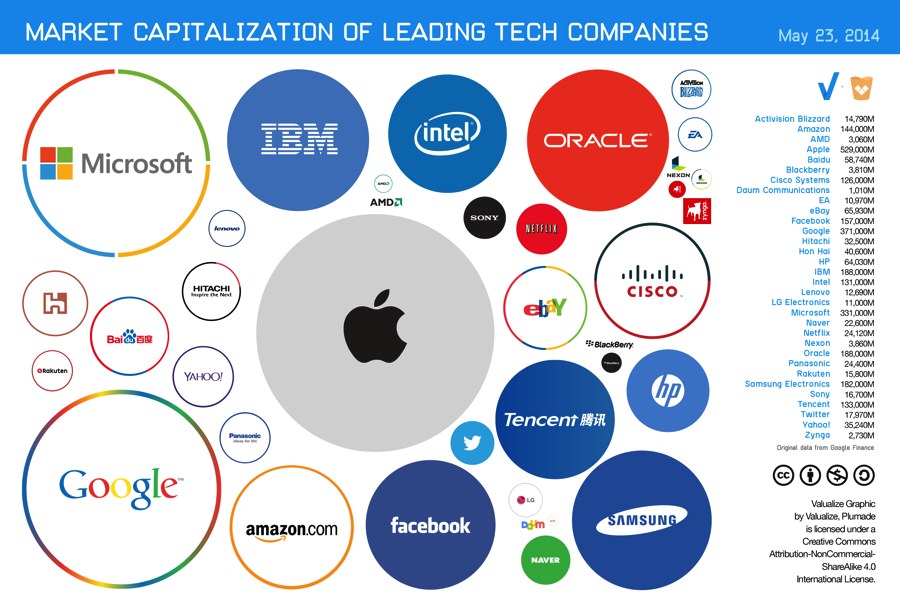 MARKET CAPITALIZATION OF LEADING TECH COMPANIES
May 23, 2014
Microsoft
IBM
intel
ORACLE
ACTIVISION
BLIZZARD
EA
NEXON
AMD
AMD
SONY
NETFLIX
zynga
lenovo
HITACHI
Inspire the Next
CISCO
ebaY
BlackBerry
Bai 百度
Rakuten
YAHOO!
hp
Tencent 腾讯
Panasonic
ideas for life
Google
amazon.com
facebook
LG
Daum
NAVER
SAMSUNG
Activision Blizzard 14,790M
Amazon 144,000M
AMD 3,060M
Apple 529,000M
Baidu 58,740M
Blackberry 3,810M
Cisco Systems 126,000M
Daum Communications 1,010M
EA 10,970M
eBay 65,930M
Facebook 157,000M
Google 371,000M
Hitachi 32,500M
Hon Hai 40,600M
HP 64,030M
IBM 188,000M
Intel 131,000M
Lenovo 12,690M
LG Electronics 11,000M
Microsoft 331,000M
Naver 22,600M
Netflix 24,120M
Nexon 3,860M
Oracle 188,000M
Panasonic 24,400M
Rakuten 15,800M
Samsung Electronics 182,000M
Sony 16,700M
Tencent 133,000M
Twitter 17,970M
Yahoo! 35,240M
Zynga 2,730M
Original data from Google Finance
cc
Valualize Graphic
by Valualize, Plumade
is licensed under a
Creative Commons
Attribution-NonCommercial-
ShareAlike 4.0
International License.